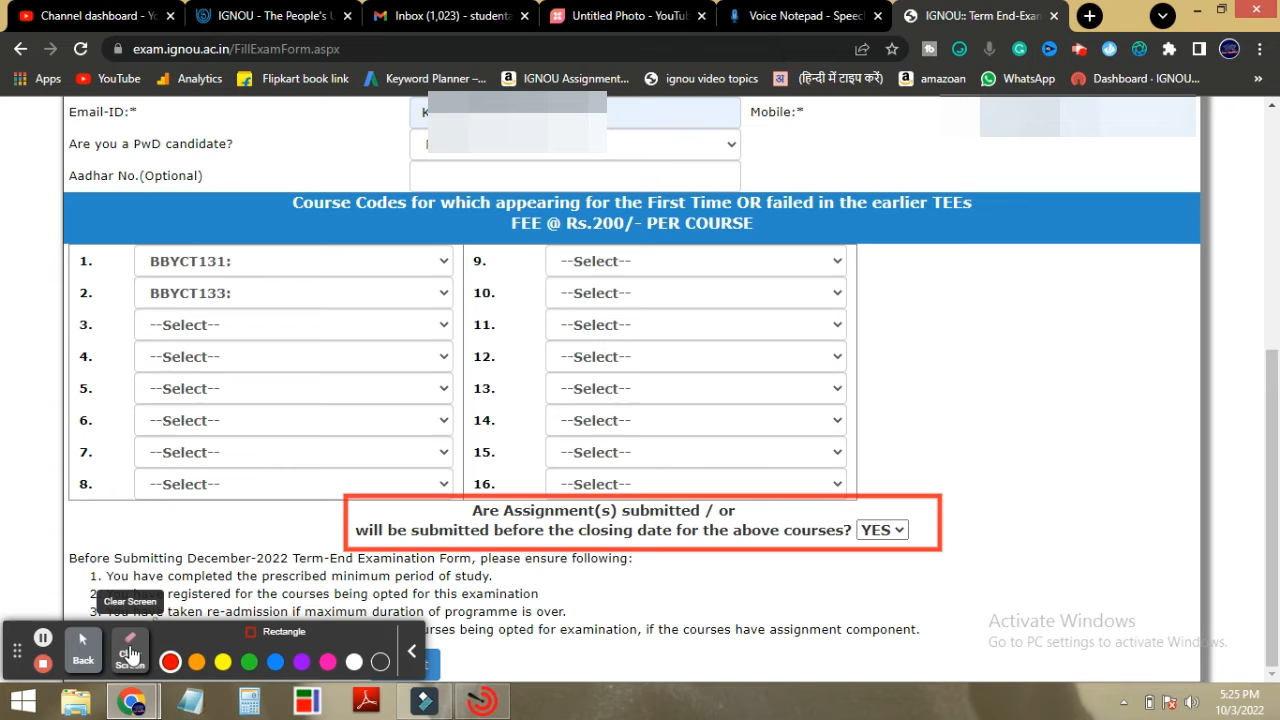 Channel dashboard - Yo
IGNOU - The People's U
Inbox (1,023) - studenta
Untitled Photo - YouTu
Voice Notepad - Speec
IGNOU:: Term End-Exam
exam.ignou.ac.in/FillExamForm.aspx
Apps
YouTube
Analytics
Flipkart book link
Keyword Planner –...
IGNOU Assignment...
ignou video topics
(हिन्दी में टाइप करें)
amazoan
WhatsApp
Dashboard · IGNOU...
Email-ID:*
K
Mobile:*
Are you a PwD candidate?
Aadhar No.(Optional)
Course Codes for which appearing for the First Time OR failed in the earlier TEEs
FEE @ Rs.200/- PER COURSE
1. BBYCT131: 9. --Select--
2. BBYCT133: 10. --Select--
3. --Select-- 11. --Select--
4. --Select-- 12. --Select--
5. --Select-- 13. --Select--
6. --Select-- 14. --Select--
7. --Select-- 15. --Select--
8. --Select-- 16. --Select--
Are Assignment(s) submitted / or
will be submitted before the closing date for the above courses? YES
Before Submitting December-2022 Term-End Examination Form, please ensure following:
1. You have completed the prescribed minimum period of study.
registered for the courses being opted for this examination
Clear Screen
taken re-admission if maximum duration of programme is over.
courses being opted for examination, if the courses have assignment component.
Rectangle
Back
Screen
Activate Windows
Go to PC settings to activate Windows.
5:25 PM
10/3/2022